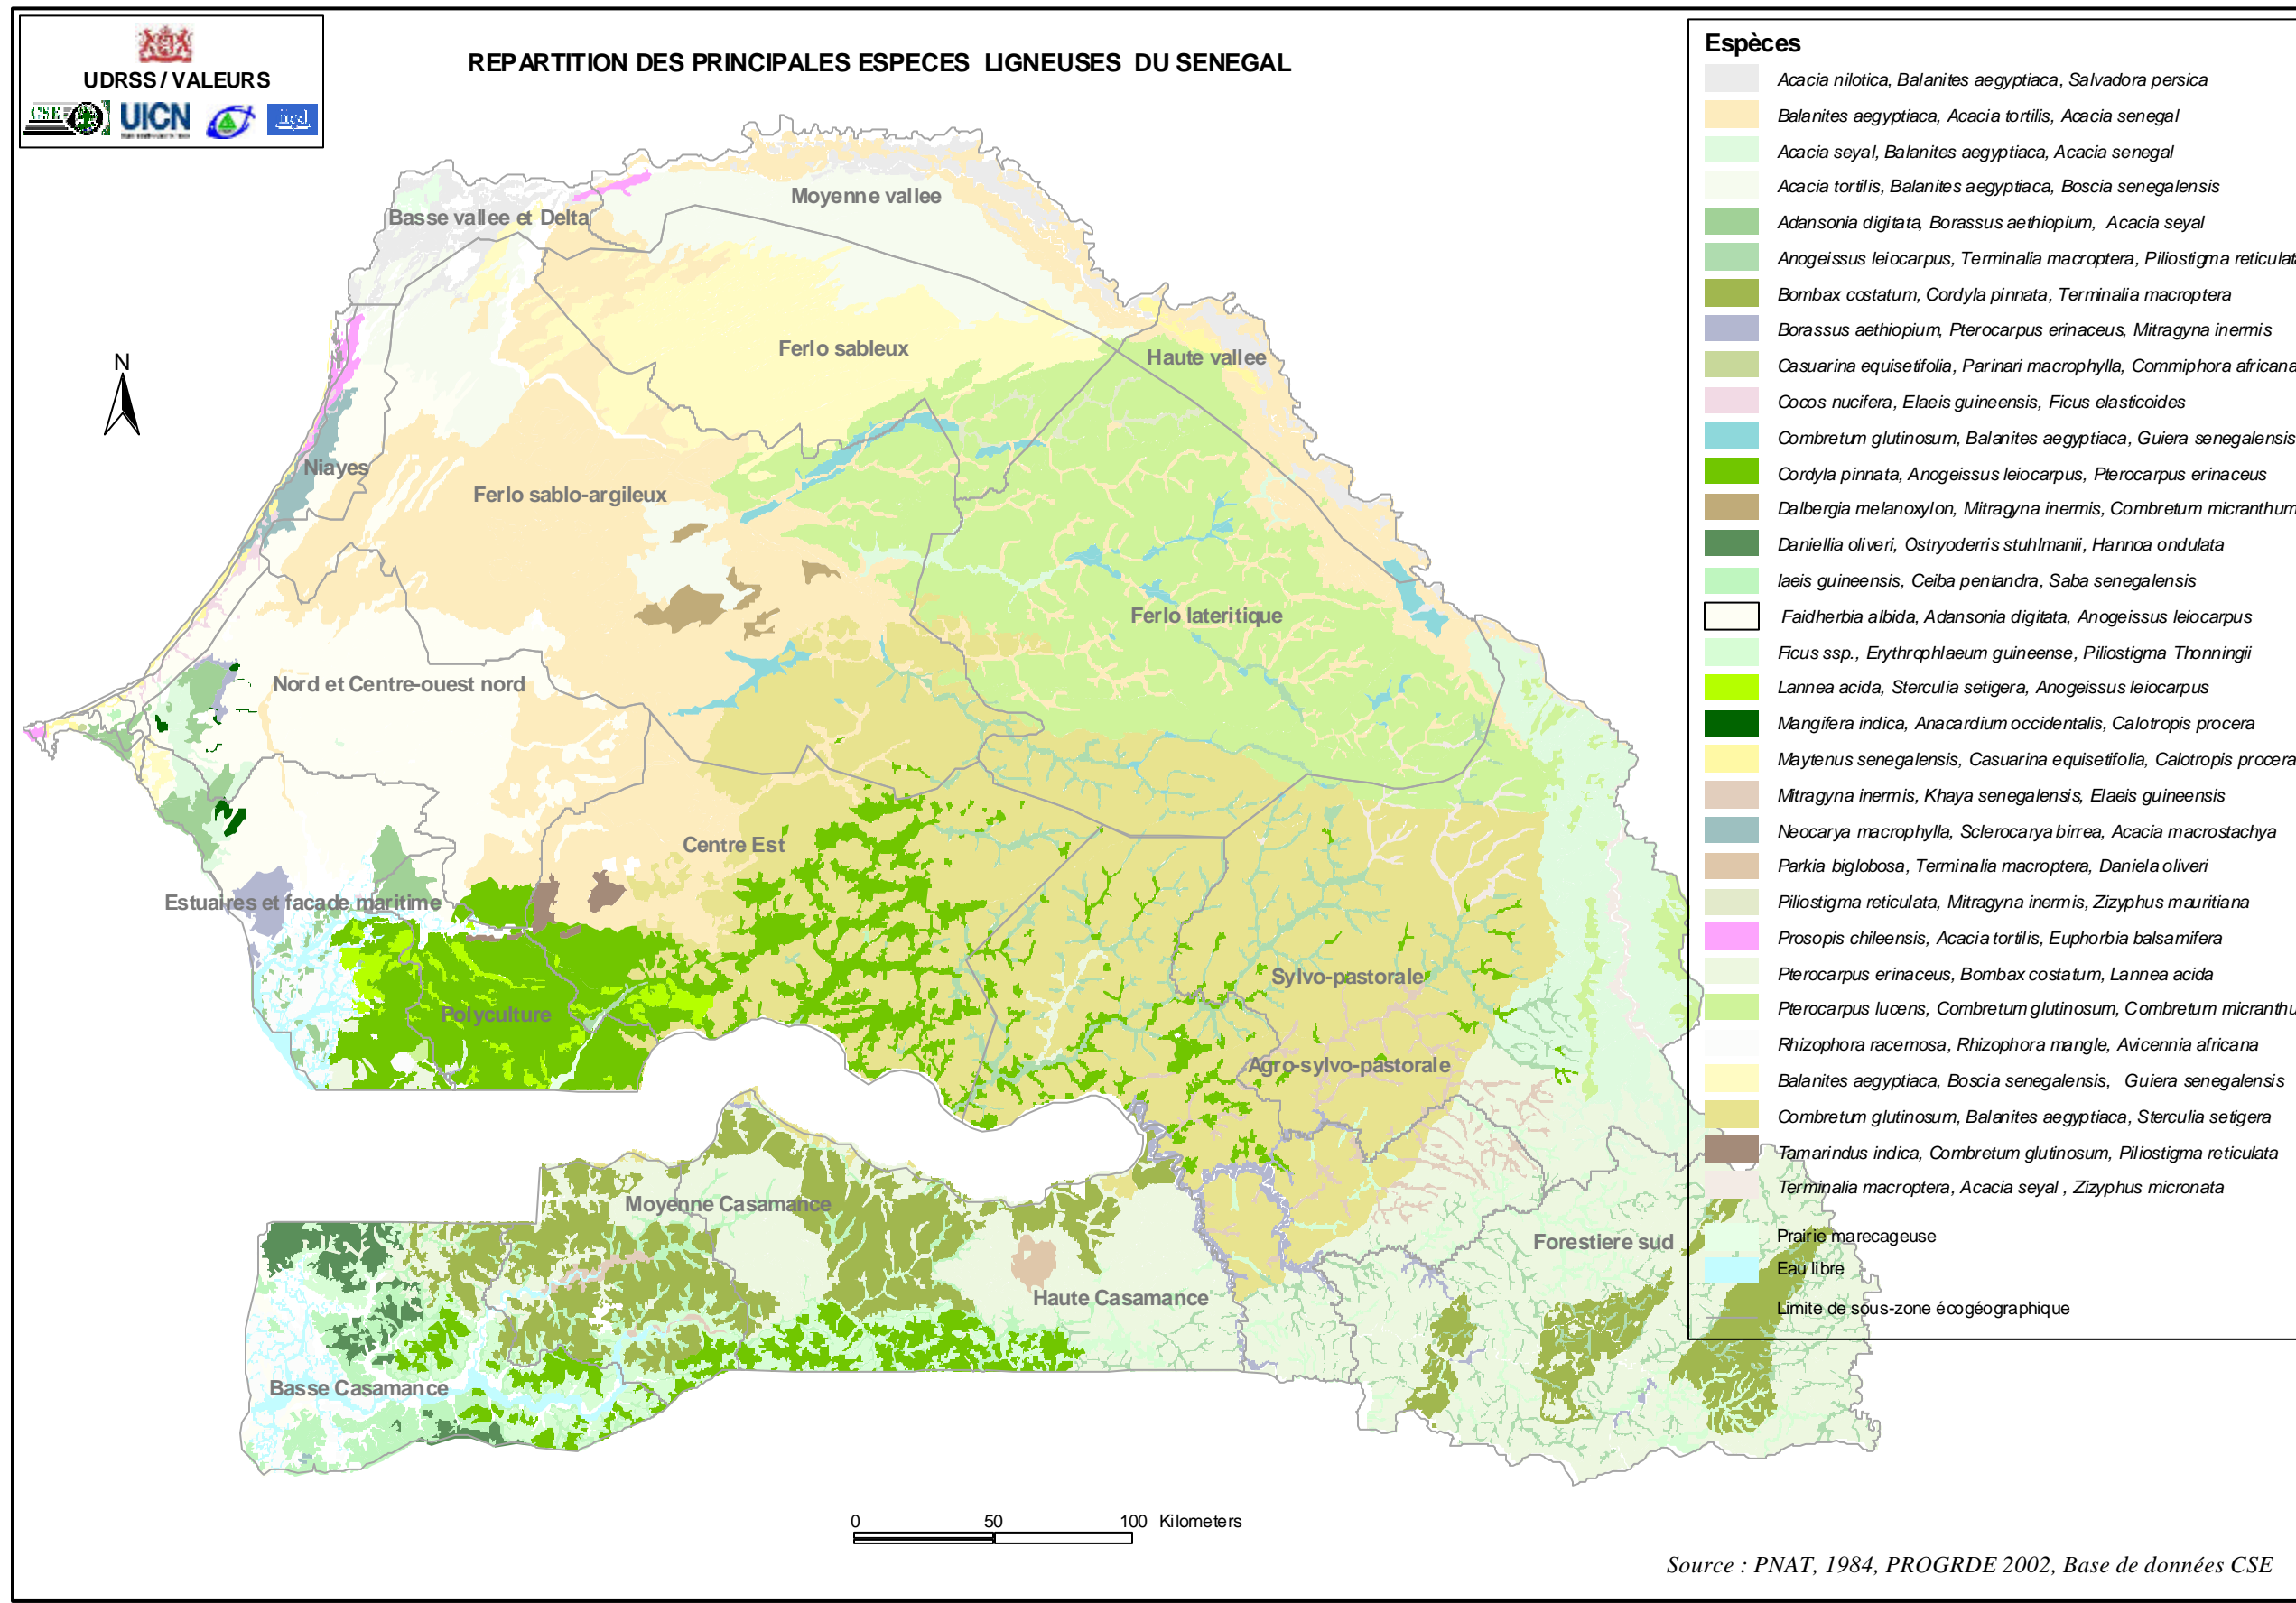 UDRSS / VALEURS
UICN
REPARTITION DES PRINCIPALES ESPECES LIGNEUSES DU SENEGAL
N
Basse vallee et Delta
Moyenne vallee
Ferlo sableux
Haute vallee
Niayes
Ferlo sablo-argileux
Ferlo lateritique
Nord et Centre-ouest nord
Centre Est
Estuaires et facade maritime
Sylvo-pastorale
Polyculture
Agro-sylvo-pastorale
Moyenne Casamance
Forestiere sud
Haute Casamance
Basse Casamance
Espèces
Acacia nilotica, Balanites aegyptiaca, Salvadora persica
Balanites aegyptiaca, Acacia tortilis, Acacia senegal
Acacia seyal, Balanites aegyptiaca, Acacia senegal
Acacia tortilis, Balanites aegyptiaca, Boscia senegalensis
Adansonia digitata, Borassus aethiopium, Acacia seyal
Anogeissus leiocarpus, Terminalia macroptera, Piliostigma reticulat
Bombax costatum, Cordyla pinnata, Terminalia macroptera
Borassus aethiopium, Pterocarpus erinaceus, Mitragyna inermis
Casuarina equisetifolia, Parinari macrophylla, Commiphora africana
Cocos nucifera, Elaeis guineensis, Ficus elasticoides
Combretum glutinosum, Balanites aegyptiaca, Guiera senegalensis
Cordyla pinnata, Anogeissus leiocarpus, Pterocarpus erinaceus
Dalbergia melanoxylon, Mitragyna inermis, Combretum micranthum
Daniellia oliveri, Ostryoderris stuhlmanii, Hannoa ondulata
laeis guineensis, Ceiba pentandra, Saba senegalensis
Faidherbia albida, Adansonia digitata, Anogeissus leiocarpus
Ficus ssp., Erythrophlaeum guineense, Piliostigma Thonningii
Lannea acida, Sterculia setigera, Anogeissus leiocarpus
Mangifera indica, Anacardium occidentalis, Calotropis procera
Maytenus senegalensis, Casuarina equisetifolia, Calotropis procera
Mitragyna inermis, Khaya senegalensis, Elaeis guineensis
Neocarya macrophylla, Sclerocarya birrea, Acacia macrostachya
Parkia biglobosa, Terminalia macroptera, Daniela oliveri
Piliostigma reticulata, Mitragyna inermis, Zizyphus mauritiana
Prosopis chileensis, Acacia tortilis, Euphorbia balsamifera
Pterocarpus erinaceus, Bombax costatum, Lannea acida
Pterocarpus lucens, Combretum glutinosum, Combretum micranthu
Rhizophora racemosa, Rhizophora mangle, Avicennia africana
Balanites aegyptiaca, Boscia senegalensis, Guiera senegalensis
Combretum glutinosum, Balanites aegyptiaca, Sterculia setigera
Tamarindus indica, Combretum glutinosum, Piliostigma reticulata
Terminalia macroptera, Acacia seyal , Zizyphus micronata
Prairie marecageuse
Eau libre
Limite de sous-zone écogéographique
0 50 100 Kilometers
Source : PNAT, 1984, PROGRDE 2002, Base de données CSE